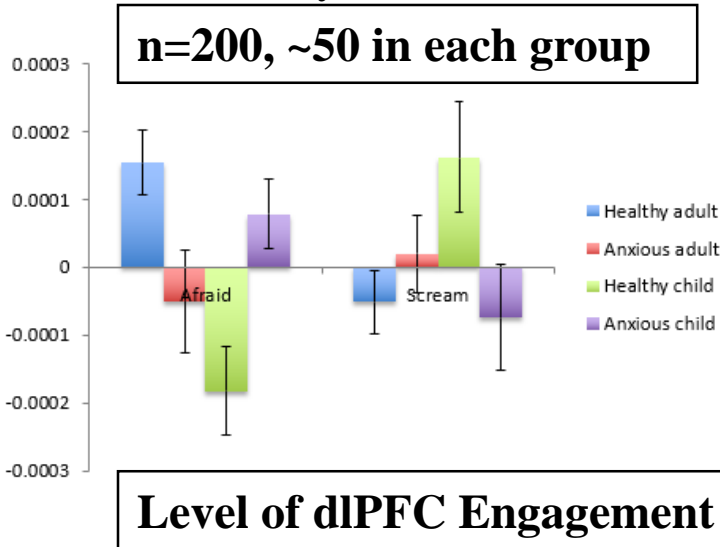 n=200, ~50 in each group
0.0003
0.0002
0.0001
0
-0.0001
-0.0002
-0.0003
Afraid
Scream
Healthy adult
Anxious adult
Healthy child
Anxious child
Level of dlPFC Engagement